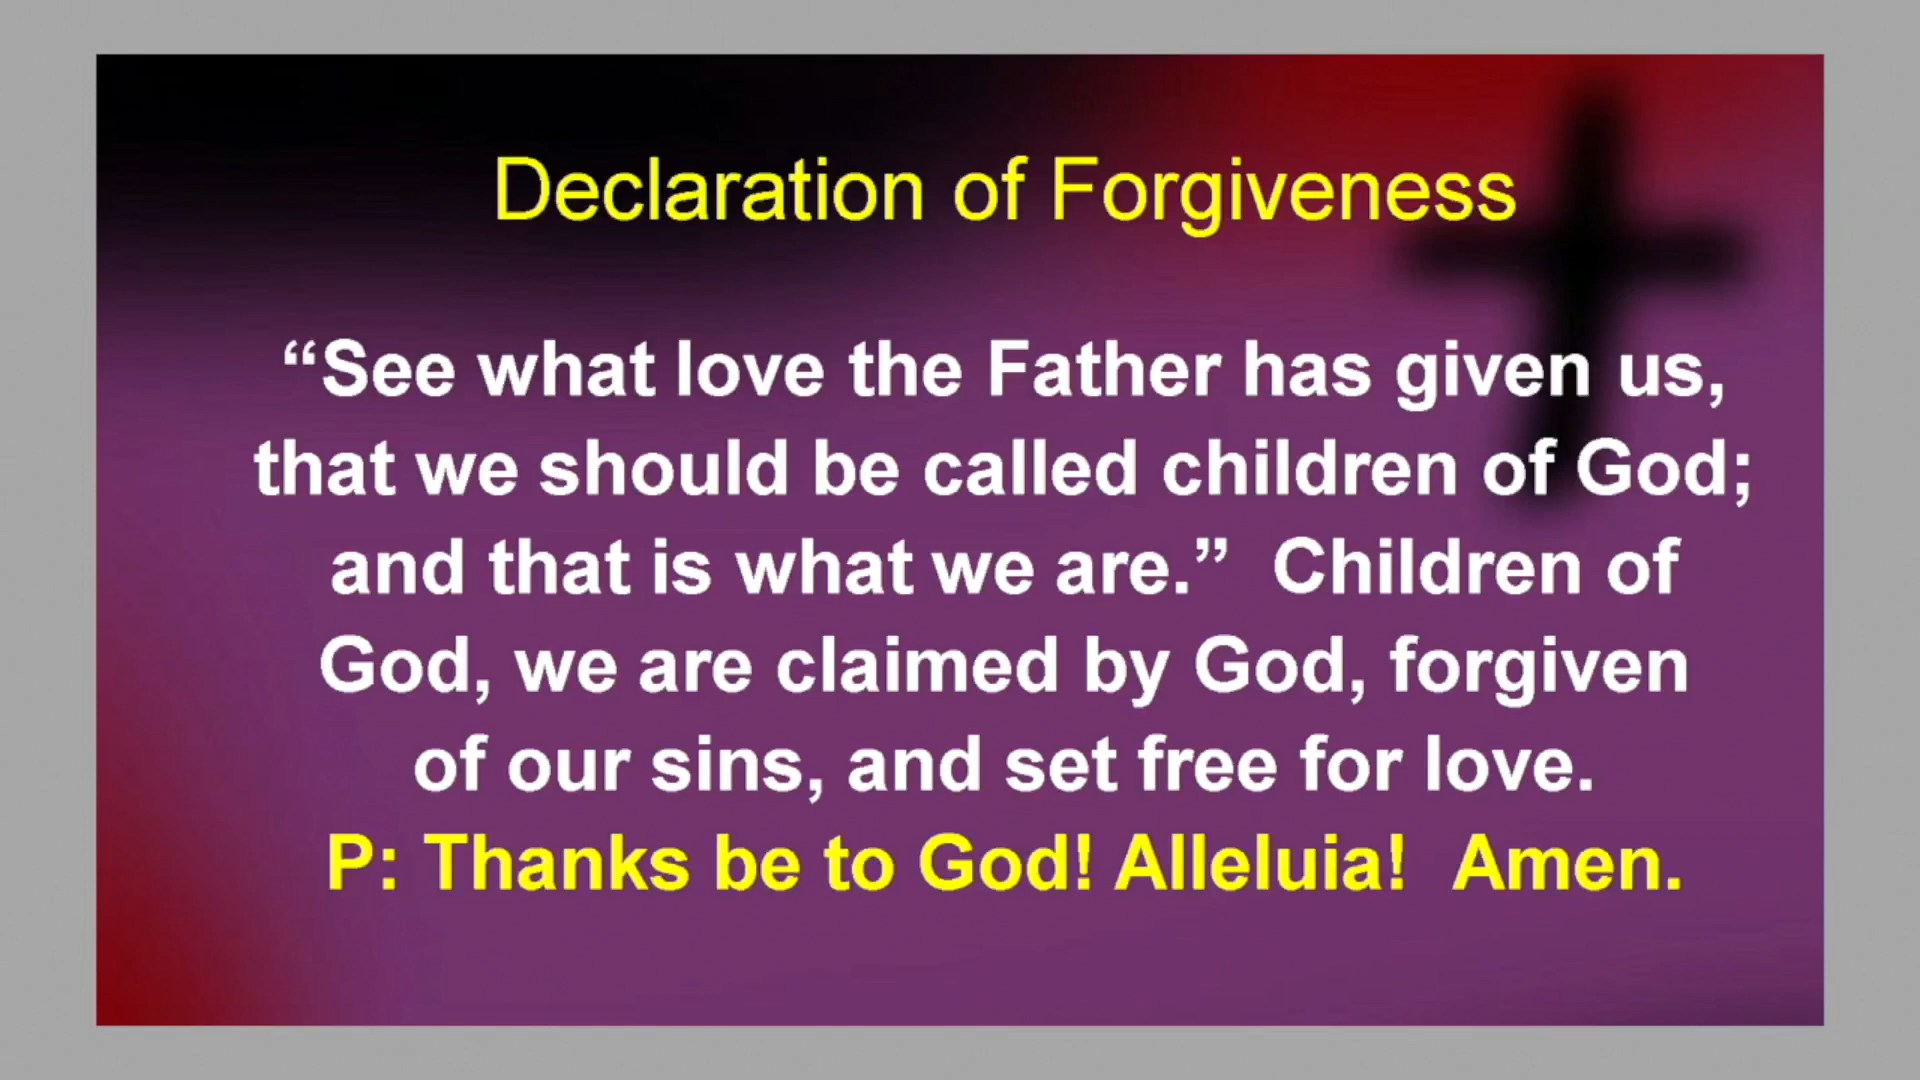 Declaration of Forgiveness
“See what love the Father has given us,
that we should be called children of God;
and that is what we are.”  Children of
God, we are claimed by God, forgiven
of our sins, and set free for love.
P: Thanks be to God! Alleluia!  Amen.